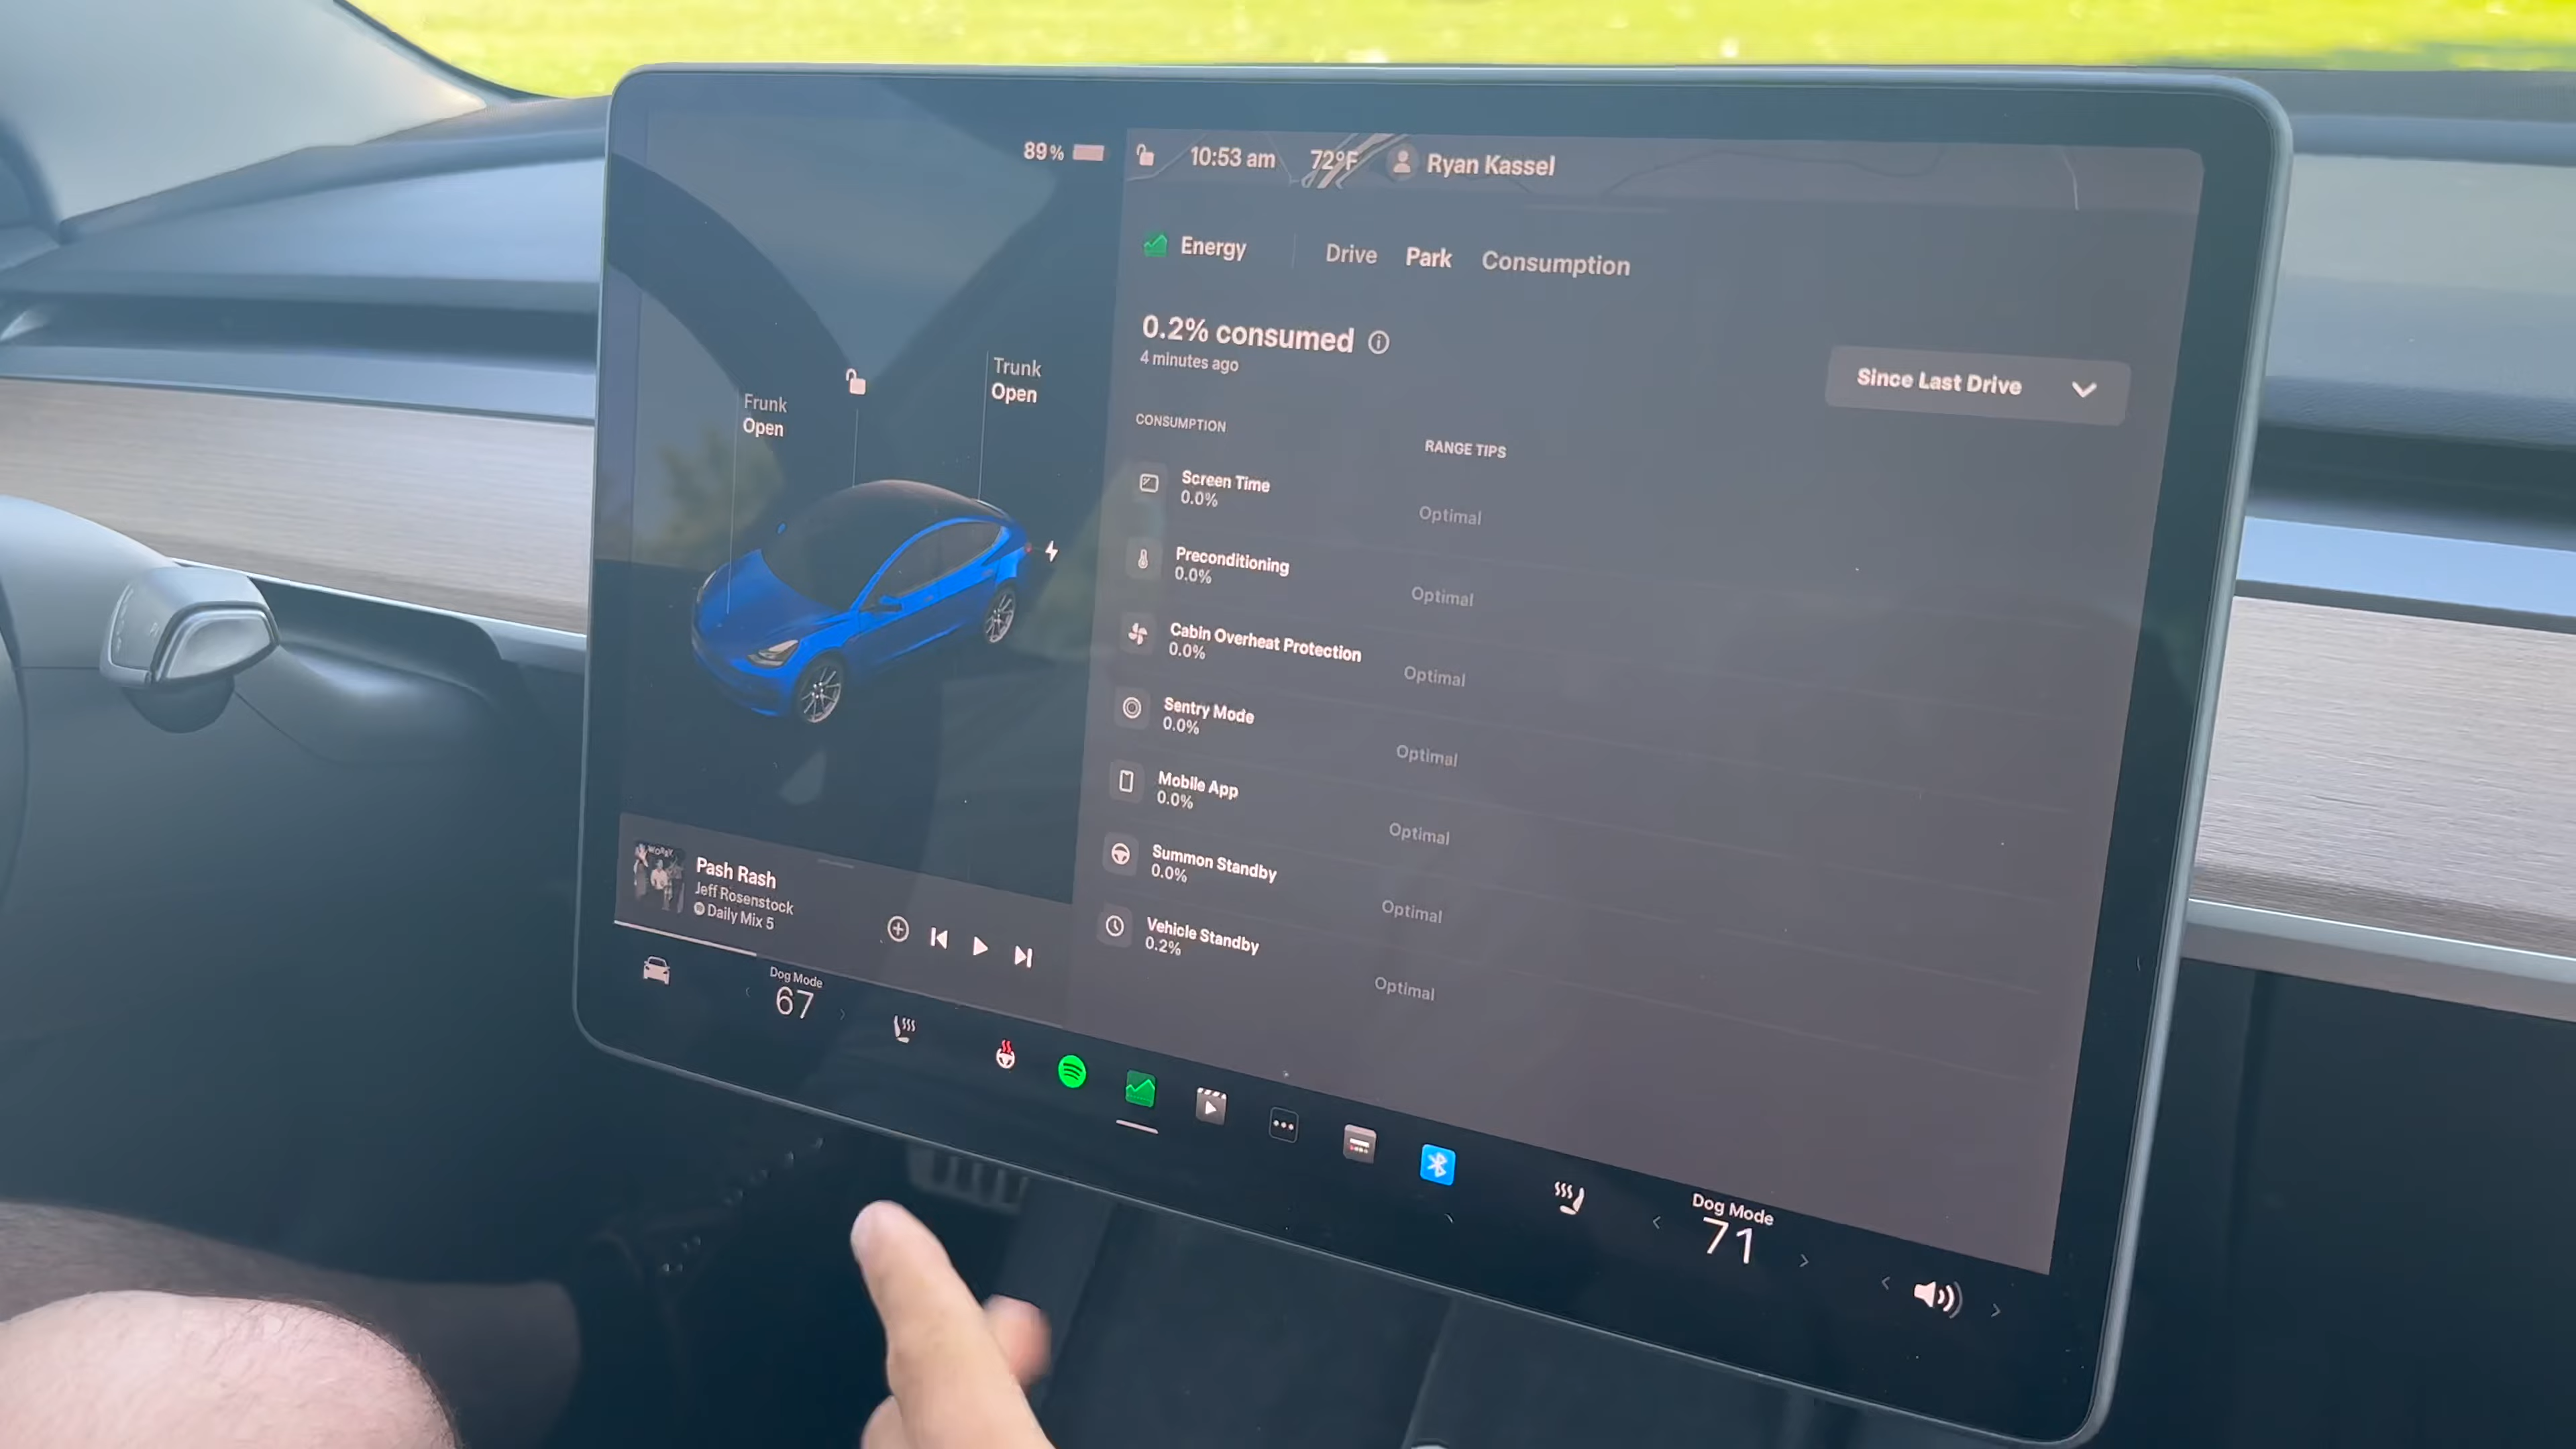 89%
10:53 am
72°F
Ryan Kassel
Energy
Drive
Park
Consumption
0.2% consumed
4 minutes ago
Since Last Drive
Frunk
Open
Trunk
Open
CONSUMPTION
RANGE TIPS
Screen Time
0.0%
Optimal
Preconditioning
0.0%
Optimal
Cabin Overheat Protection
0.0%
Optimal
Sentry Mode
0.0%
Optimal
Mobile App
0.0%
Optimal
Summon Standby
0.0%
Optimal
Vehicle Standby
0.2%
Optimal
Pash Rash
Jeff Rosenstock
Daily Mix 5
Dog Mode
67
Dog Mode
71